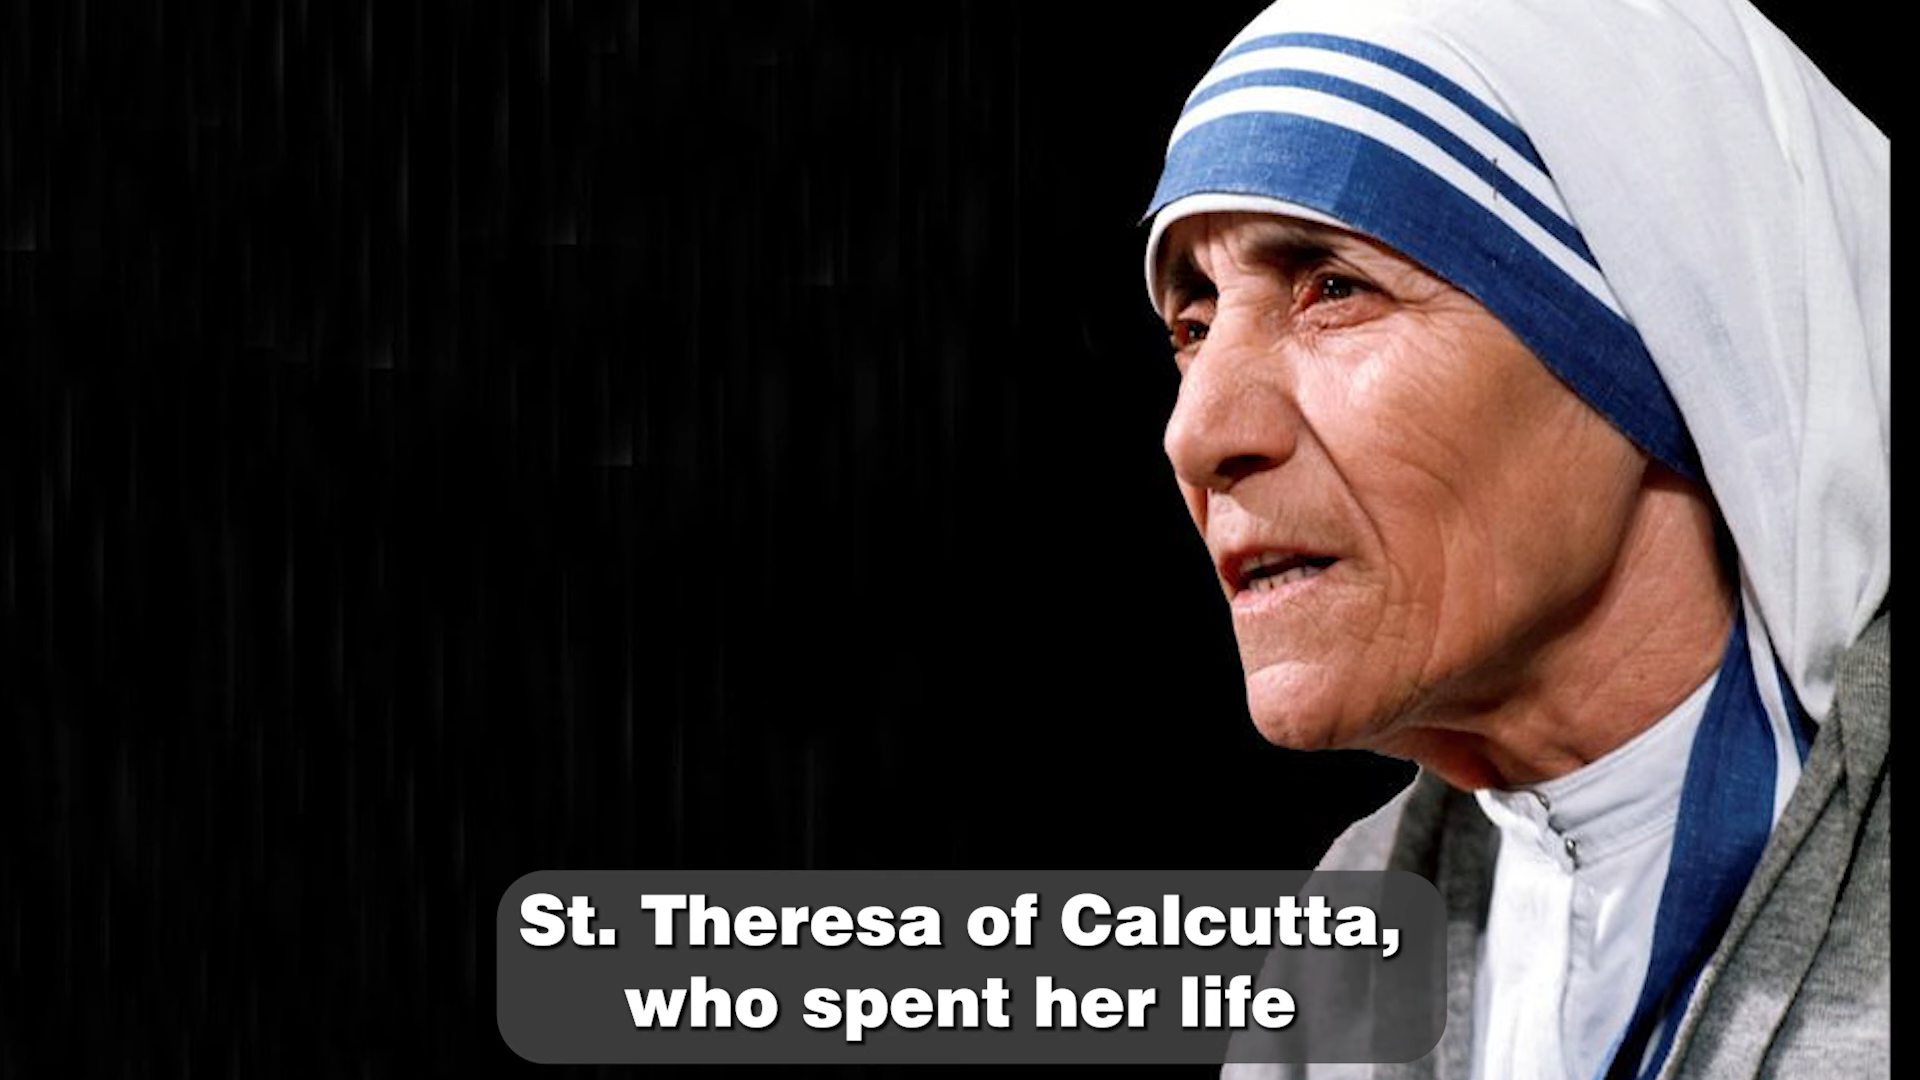 St. Theresa of Calcutta,
who spent her life